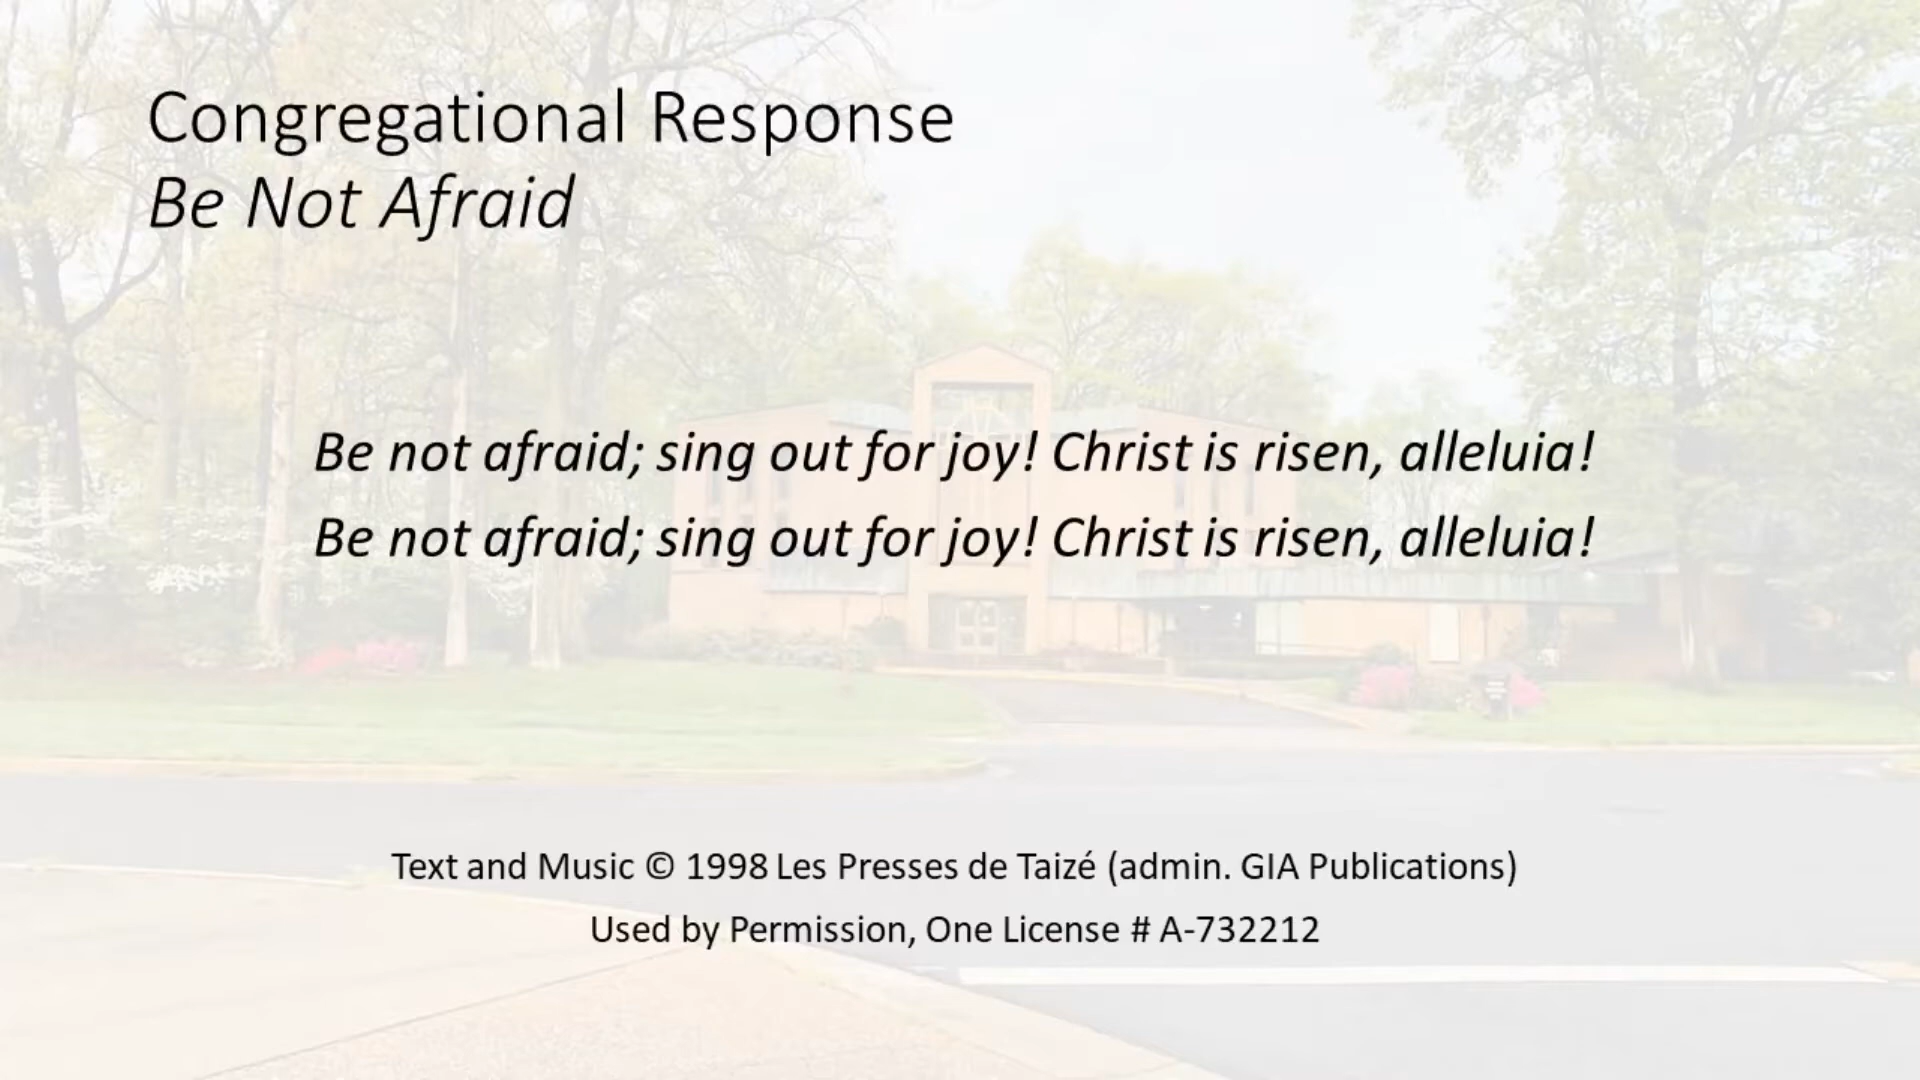 Congregational Response
Be Not Afraid
Be not afraid; sing out for joy! Christ is risen, alleluia!
Be not afraid; sing out for joy! Christ is risen, alleluia!
Text and Music © 1998 Les Presses de Taizé (admin. GIA Publications)
Used by Permission, One License # A-732212